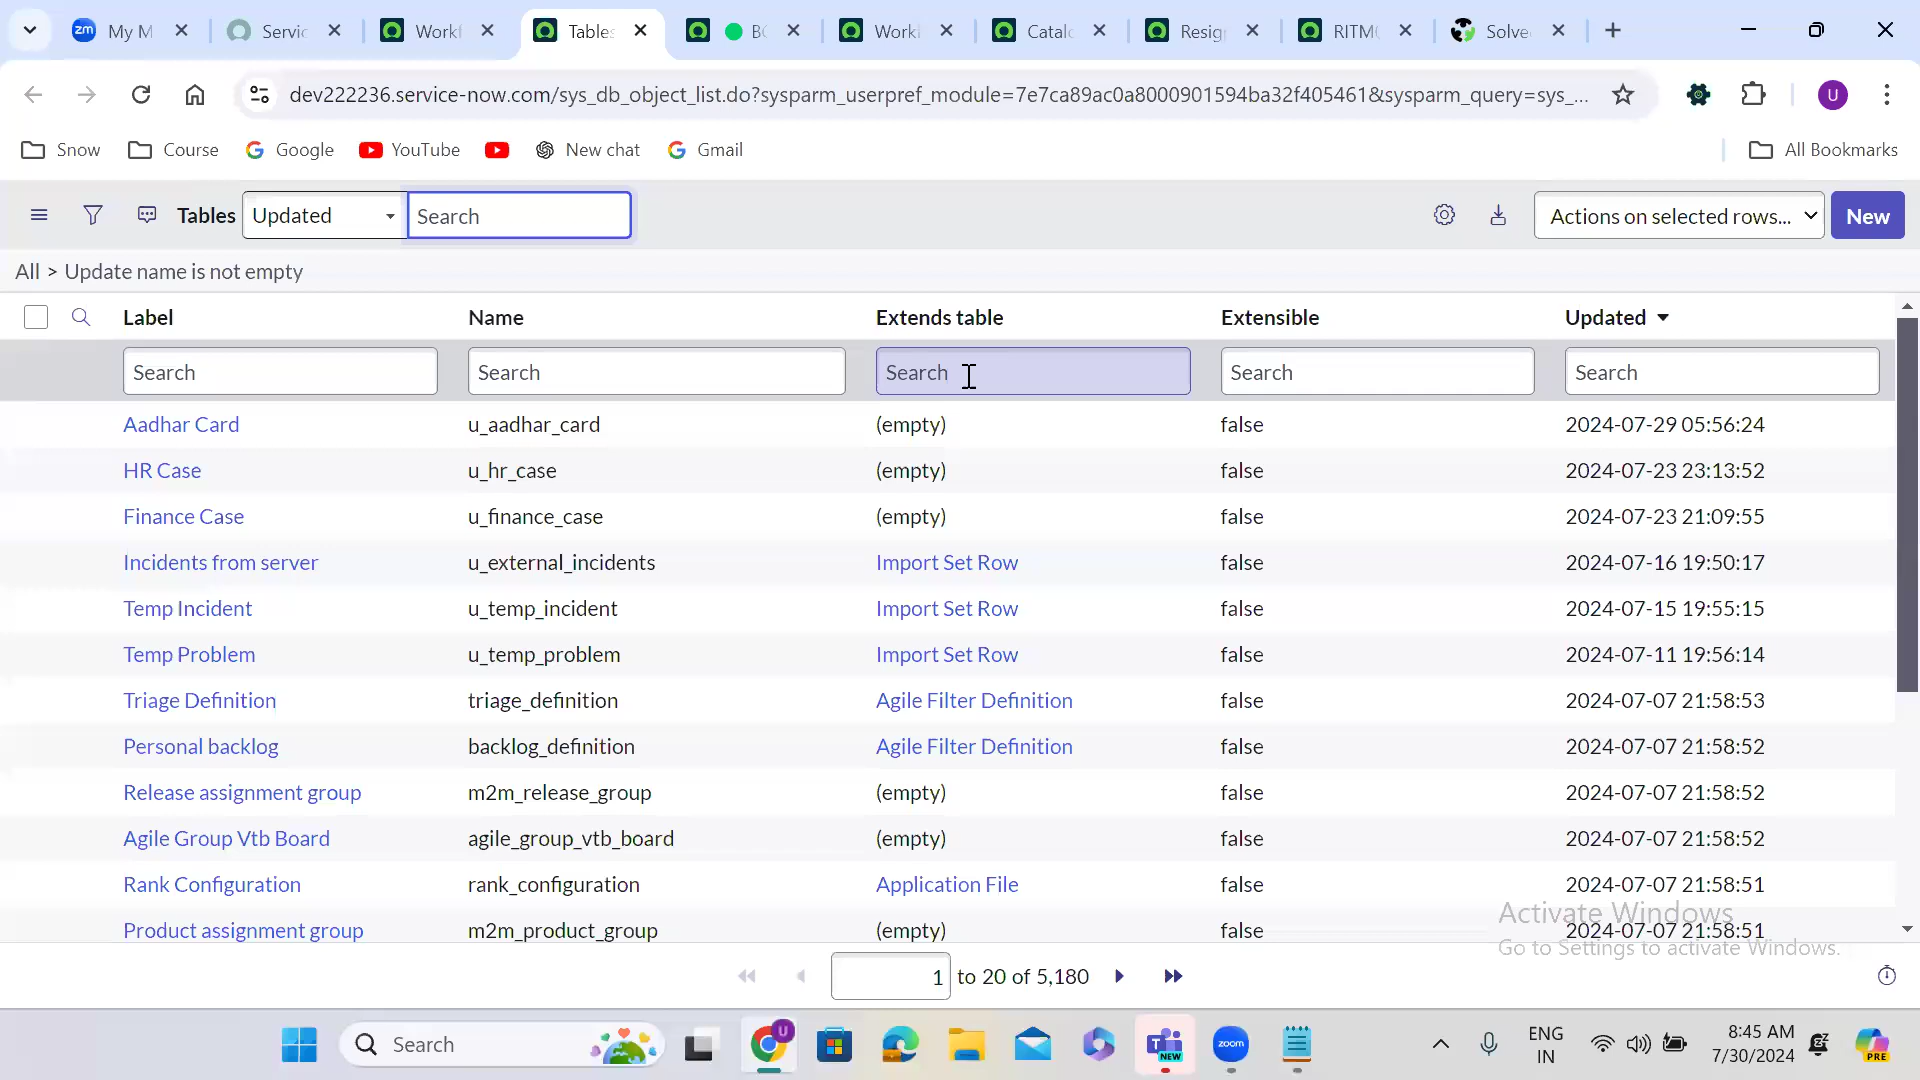 zm My M
Servic
Workf
Tables
BC
Worki
Catalo
Resig
RITM
Solve
dev222236.service-now.com/sys_db_object_list.do?sysparm_userpref_module=7e7ca89ac0a8000901594ba32f405461&sysparm_query=sys_...
U
Snow
Course
Google
YouTube
New chat
Gmail
All Bookmarks
Tables Updated Search
Actions on selected rows... New
All > Update name is not empty
Label Name Extends table Extensible Updated
Search Search Search Search Search
Aadhar Card u_aadhar_card (empty) false 2024-07-29 05:56:24
HR Case u_hr_case (empty) false 2024-07-23 23:13:52
Finance Case u_finance_case (empty) false 2024-07-23 21:09:55
Incidents from server u_external_incidents Import Set Row false 2024-07-16 19:50:17
Temp Incident u_temp_incident Import Set Row false 2024-07-15 19:55:15
Temp Problem u_temp_problem Import Set Row false 2024-07-11 19:56:14
Triage Definition triage_definition Agile Filter Definition false 2024-07-07 21:58:53
Personal backlog backlog_definition Agile Filter Definition false 2024-07-07 21:58:52
Release assignment group m2m_release_group (empty) false 2024-07-07 21:58:52
Agile Group Vtb Board agile_group_vtb_board (empty) false 2024-07-07 21:58:52
Rank Configuration rank_configuration Application File false 2024-07-07 21:58:51
Product assignment group m2m_product_group (empty) false 2024-07-07 21:58:51
Activate Windows
Go to Settings to activate Windows.
1 to 20 of 5,180
Search
U
NEW
zoom
ENG
IN
8:45 AM
7/30/2024
PRE